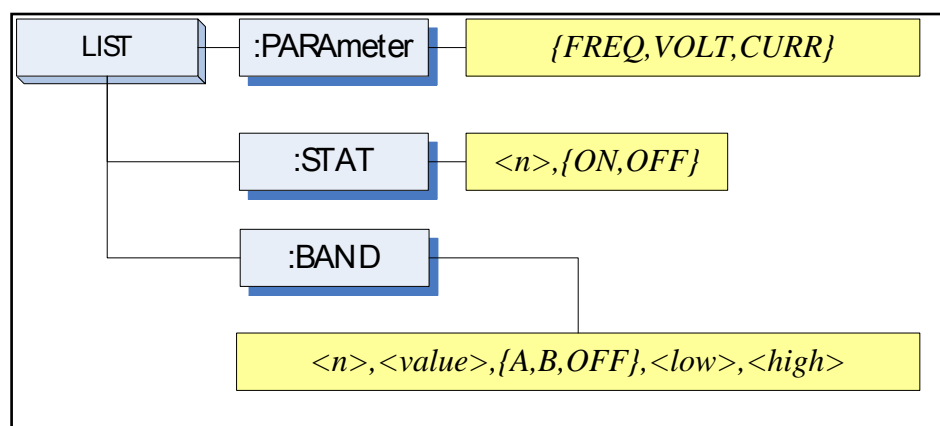 LIST
:PARAmeter
{FREQ,VOLT,CURR}
:STAT
<n>,{ON,OFF}
:BAND
<n>,<value>,{A,B,OFF},<low>,<high>